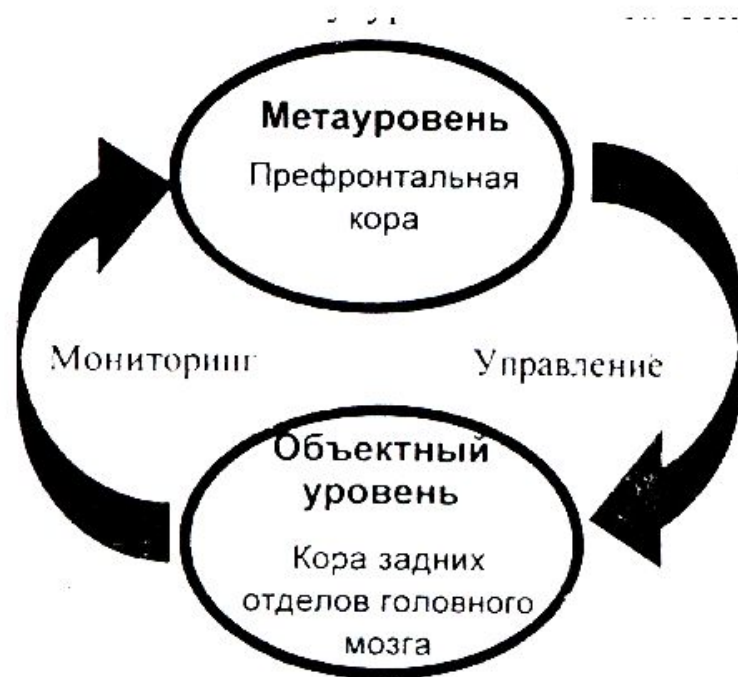 Метауровень
Префронтальная
кора
Мониторинг
Управление
Объектный
уровень
Кора задних
отделов головного
мозга